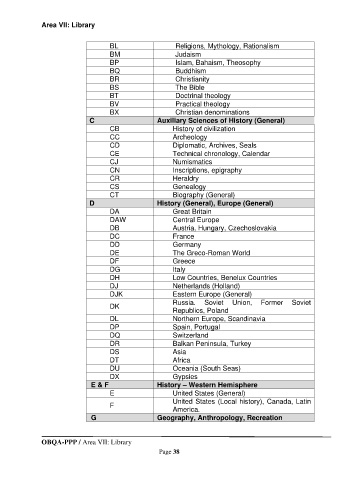 Area VII: Library
BL Religions, Mythology, Rationalism
BM Judaism
BP Islam, Bahaism, Theosophy
BQ Buddhism
BR Christianity
BS The Bible
BT Doctrinal theology
BV Practical theology
BX Christian denominations
C Auxiliary Sciences of History (General)
CB History of civilization
CC Archeology
CD Diplomatic, Archives, Seals
CE Technical chronology, Calendar
CJ Numismatics
CN Inscriptions, epigraphy
CR Heraldry
CS Genealogy
CT Biography (General)
D History (General), Europe (General)
DA Great Britain
DAW Central Europe
DB Austria, Hungary, Czechoslovakia
DC France
DD Germany
DE The Greco-Roman World
DF Greece
DG Italy
DH Low Countries, Benelux Countries
DJ Netherlands (Holland)
DJK Eastern Europe (General)
DK Russia. Soviet Union, Former Soviet
Republics, Poland
DL Northern Europe, Scandinavia
DP Spain, Portugal
DQ Switzerland
DR Balkan Peninsula, Turkey
DS Asia
DT Africa
DU Oceania (South Seas)
DX Gypsies
E & F History – Western Hemisphere
E United States (General)
F United States (Local history), Canada, Latin
America.
G Geography, Anthropology, Recreation
OBQA-PPP / Area VII: Library
Page 38